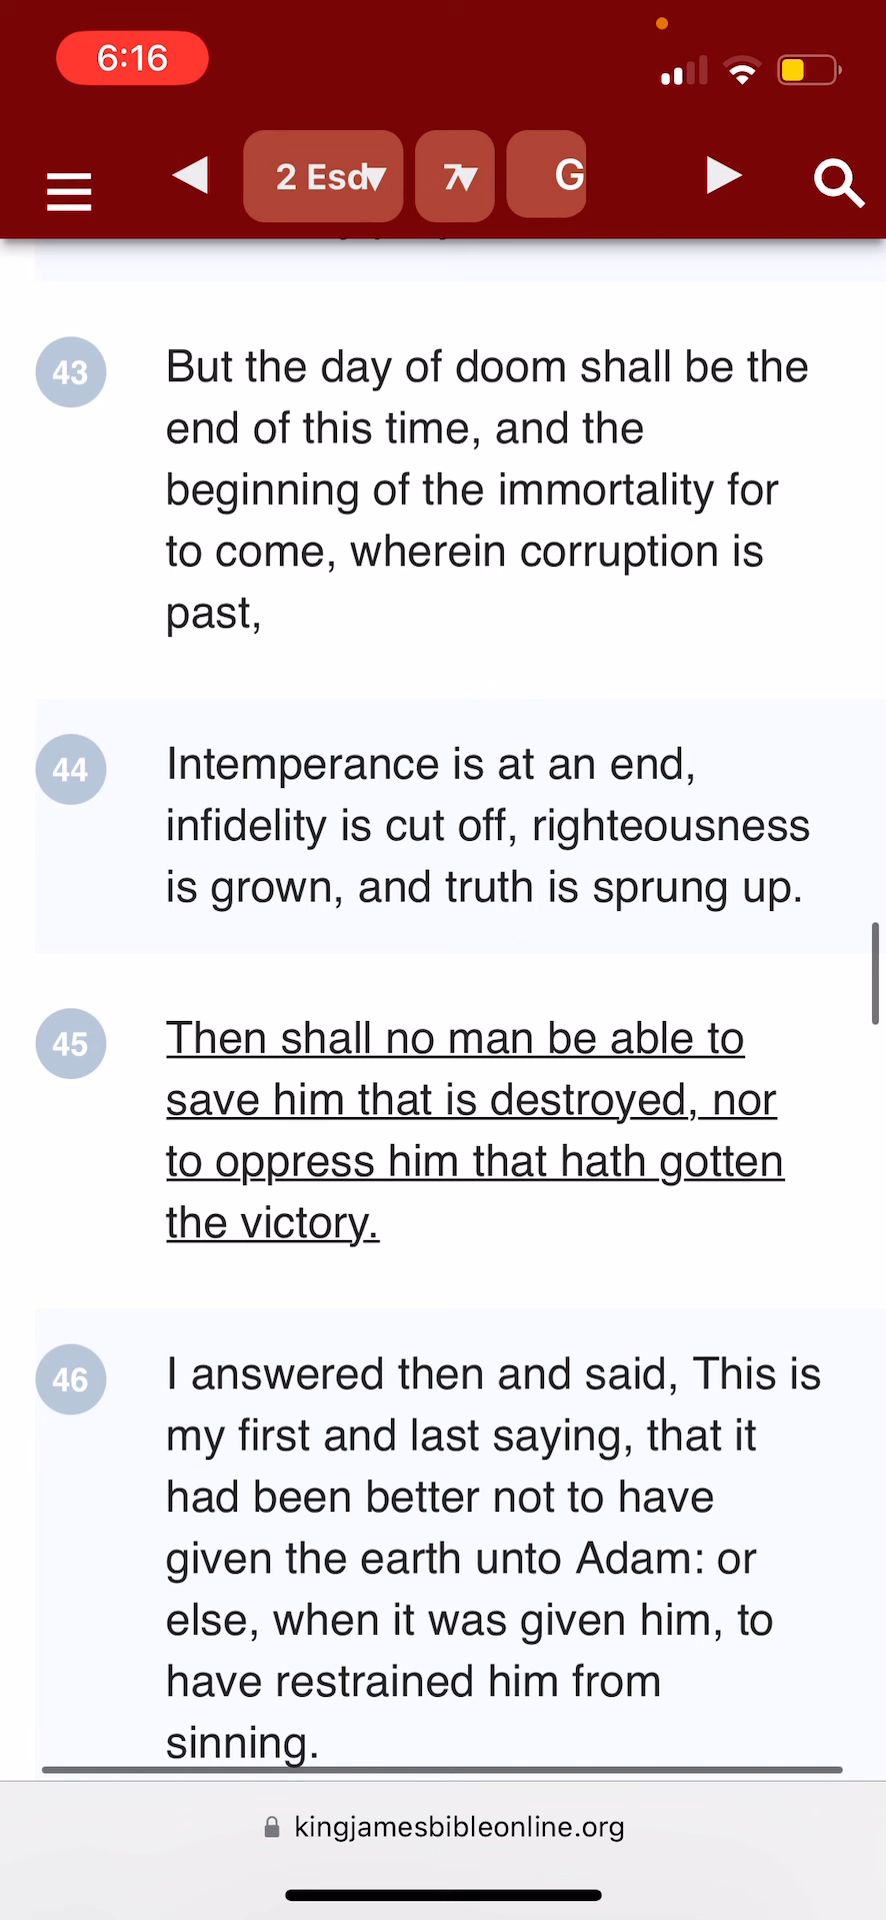 6:16
2 Esd
7
G
43
But the day of doom shall be the
end of this time, and the
beginning of the immortality for
to come, wherein corruption is
past,
44
Intemperance is at an end,
infidelity is cut off, righteousness
is grown, and truth is sprung up.
45
Then shall no man be able to
save him that is destroyed, nor
to oppress him that hath gotten
the victory.
46
I answered then and said, This is
my first and last saying, that it
had been better not to have
given the earth unto Adam: or
else, when it was given him, to
have restrained him from
sinning.
kingjamesbibleonline.org